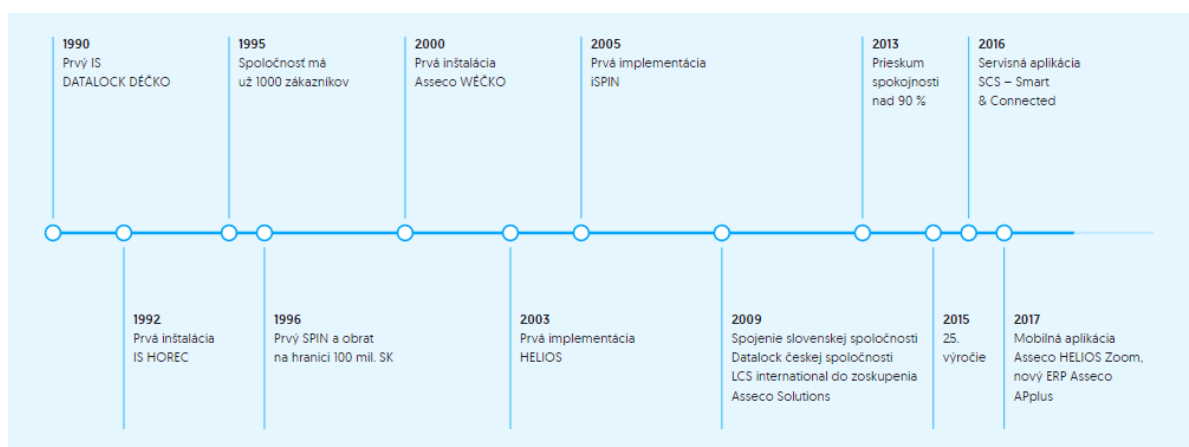 1990
Prvý IS
DATALOCK DÉČKO
1995
Spoločnosť má
už 1000 zákazníkov
2000
Prvá inštalácia
Asseco WÉČKO
2005
Prvá implementácia
iSPIN
2013
Prieskum
spokojnosti
nad 90 %
2016
Servisná aplikácia
SCS – Smart
& Connected
1992
Prvá inštalácia
IS HOREC
1996
Prvý SPIN a obrat
na hranici 100 mil. SK
2003
Prvá implementácia
HELIOS
2009
Spojenie slovenskej spoločnosti
Datalock českej spoločnosti
LCS international do zoskupenia
Asseco Solutions
2015
25.
výročie
2017
Mobilná aplikácia
Asseco HELIOS Zoom,
nový ERP Asseco
APplus